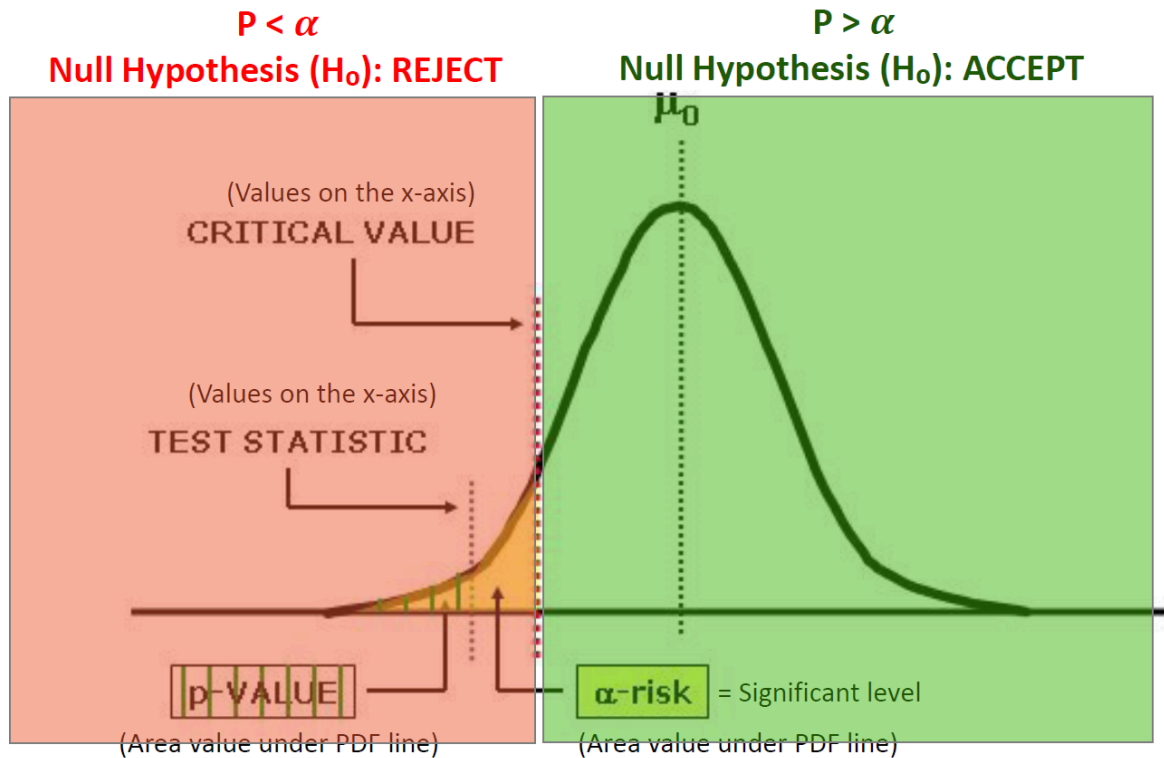 P < α
Null Hypothesis (H₀): REJECT
P > α
Null Hypothesis (H₀): ACCEPT
μ₀
(Values on the x-axis)
CRITICAL VALUE
(Values on the x-axis)
TEST STATISTIC
p-VALUE
(Area value under PDF line)
α-risk = Significant level
(Area value under PDF line)